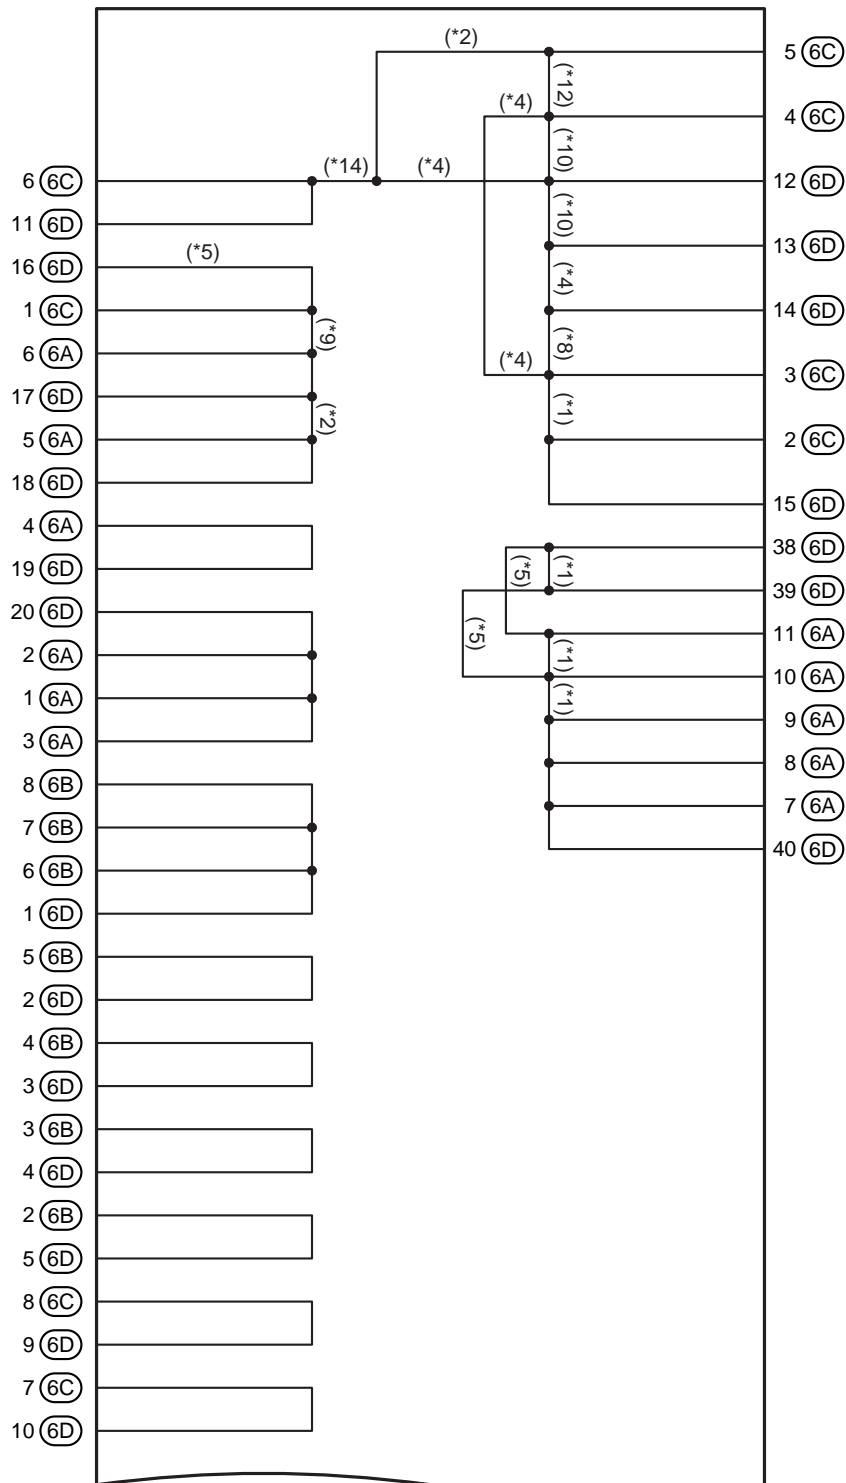 (*2)
5 6C
(*12)
(*4)
4 6C
(*10)
(*14)
(*4)
6 6C
12 6D
11 6D
(*10)
(*5)
13 6D
16 6D
(*4)
1 6C
14 6D
(*9)
(*8)
6 6A
(*4)
3 6C
17 6D
(*2)
(*1)
5 6A
2 6C
18 6D
15 6D
4 6A
38 6D
(*5)
(*1)
19 6D
39 6D
20 6D
(*5)
11 6A
2 6A
(*1)
10 6A
1 6A
(*1)
9 6A
3 6A
8 6A
8 6B
7 6A
7 6B
40 6D
6 6B
1 6D
5 6B
2 6D
4 6B
3 6D
3 6B
4 6D
2 6B
5 6D
8 6C
9 6D
7 6C
10 6D